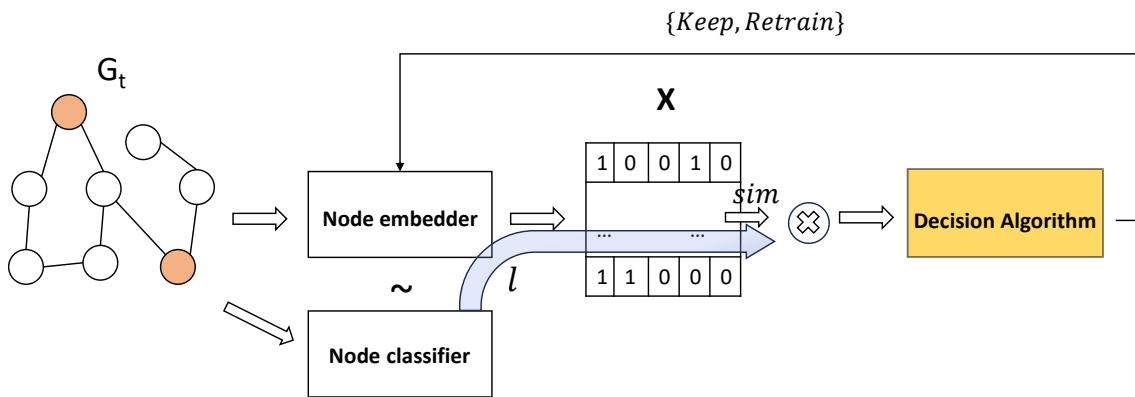 {Keep, Retrain}
G_t
X
1 0 0 1 0
sim
Node embedder
Decision Algorithm
... ...
~
l
1 1 0 0 0
Node classifier